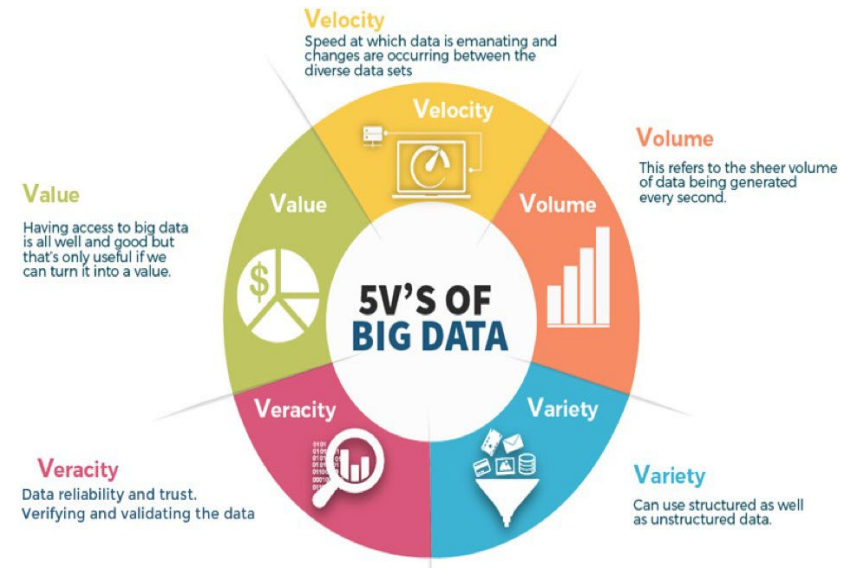 Velocity
Speed at which data is emanating and
changes are occurring between the
diverse data sets
Velocity
Volume
This refers to the sheer volume
of data being generated
every second.
Volume
Value
Having access to big data
is all well and good but
that's only useful if we
can turn it into a value.
Value
$
5V'S OF
BIG DATA
Veracity
Variety
Veracity
Data reliability and trust.
Verifying and validating the data
Variety
Can use structured as well
as unstructured data.